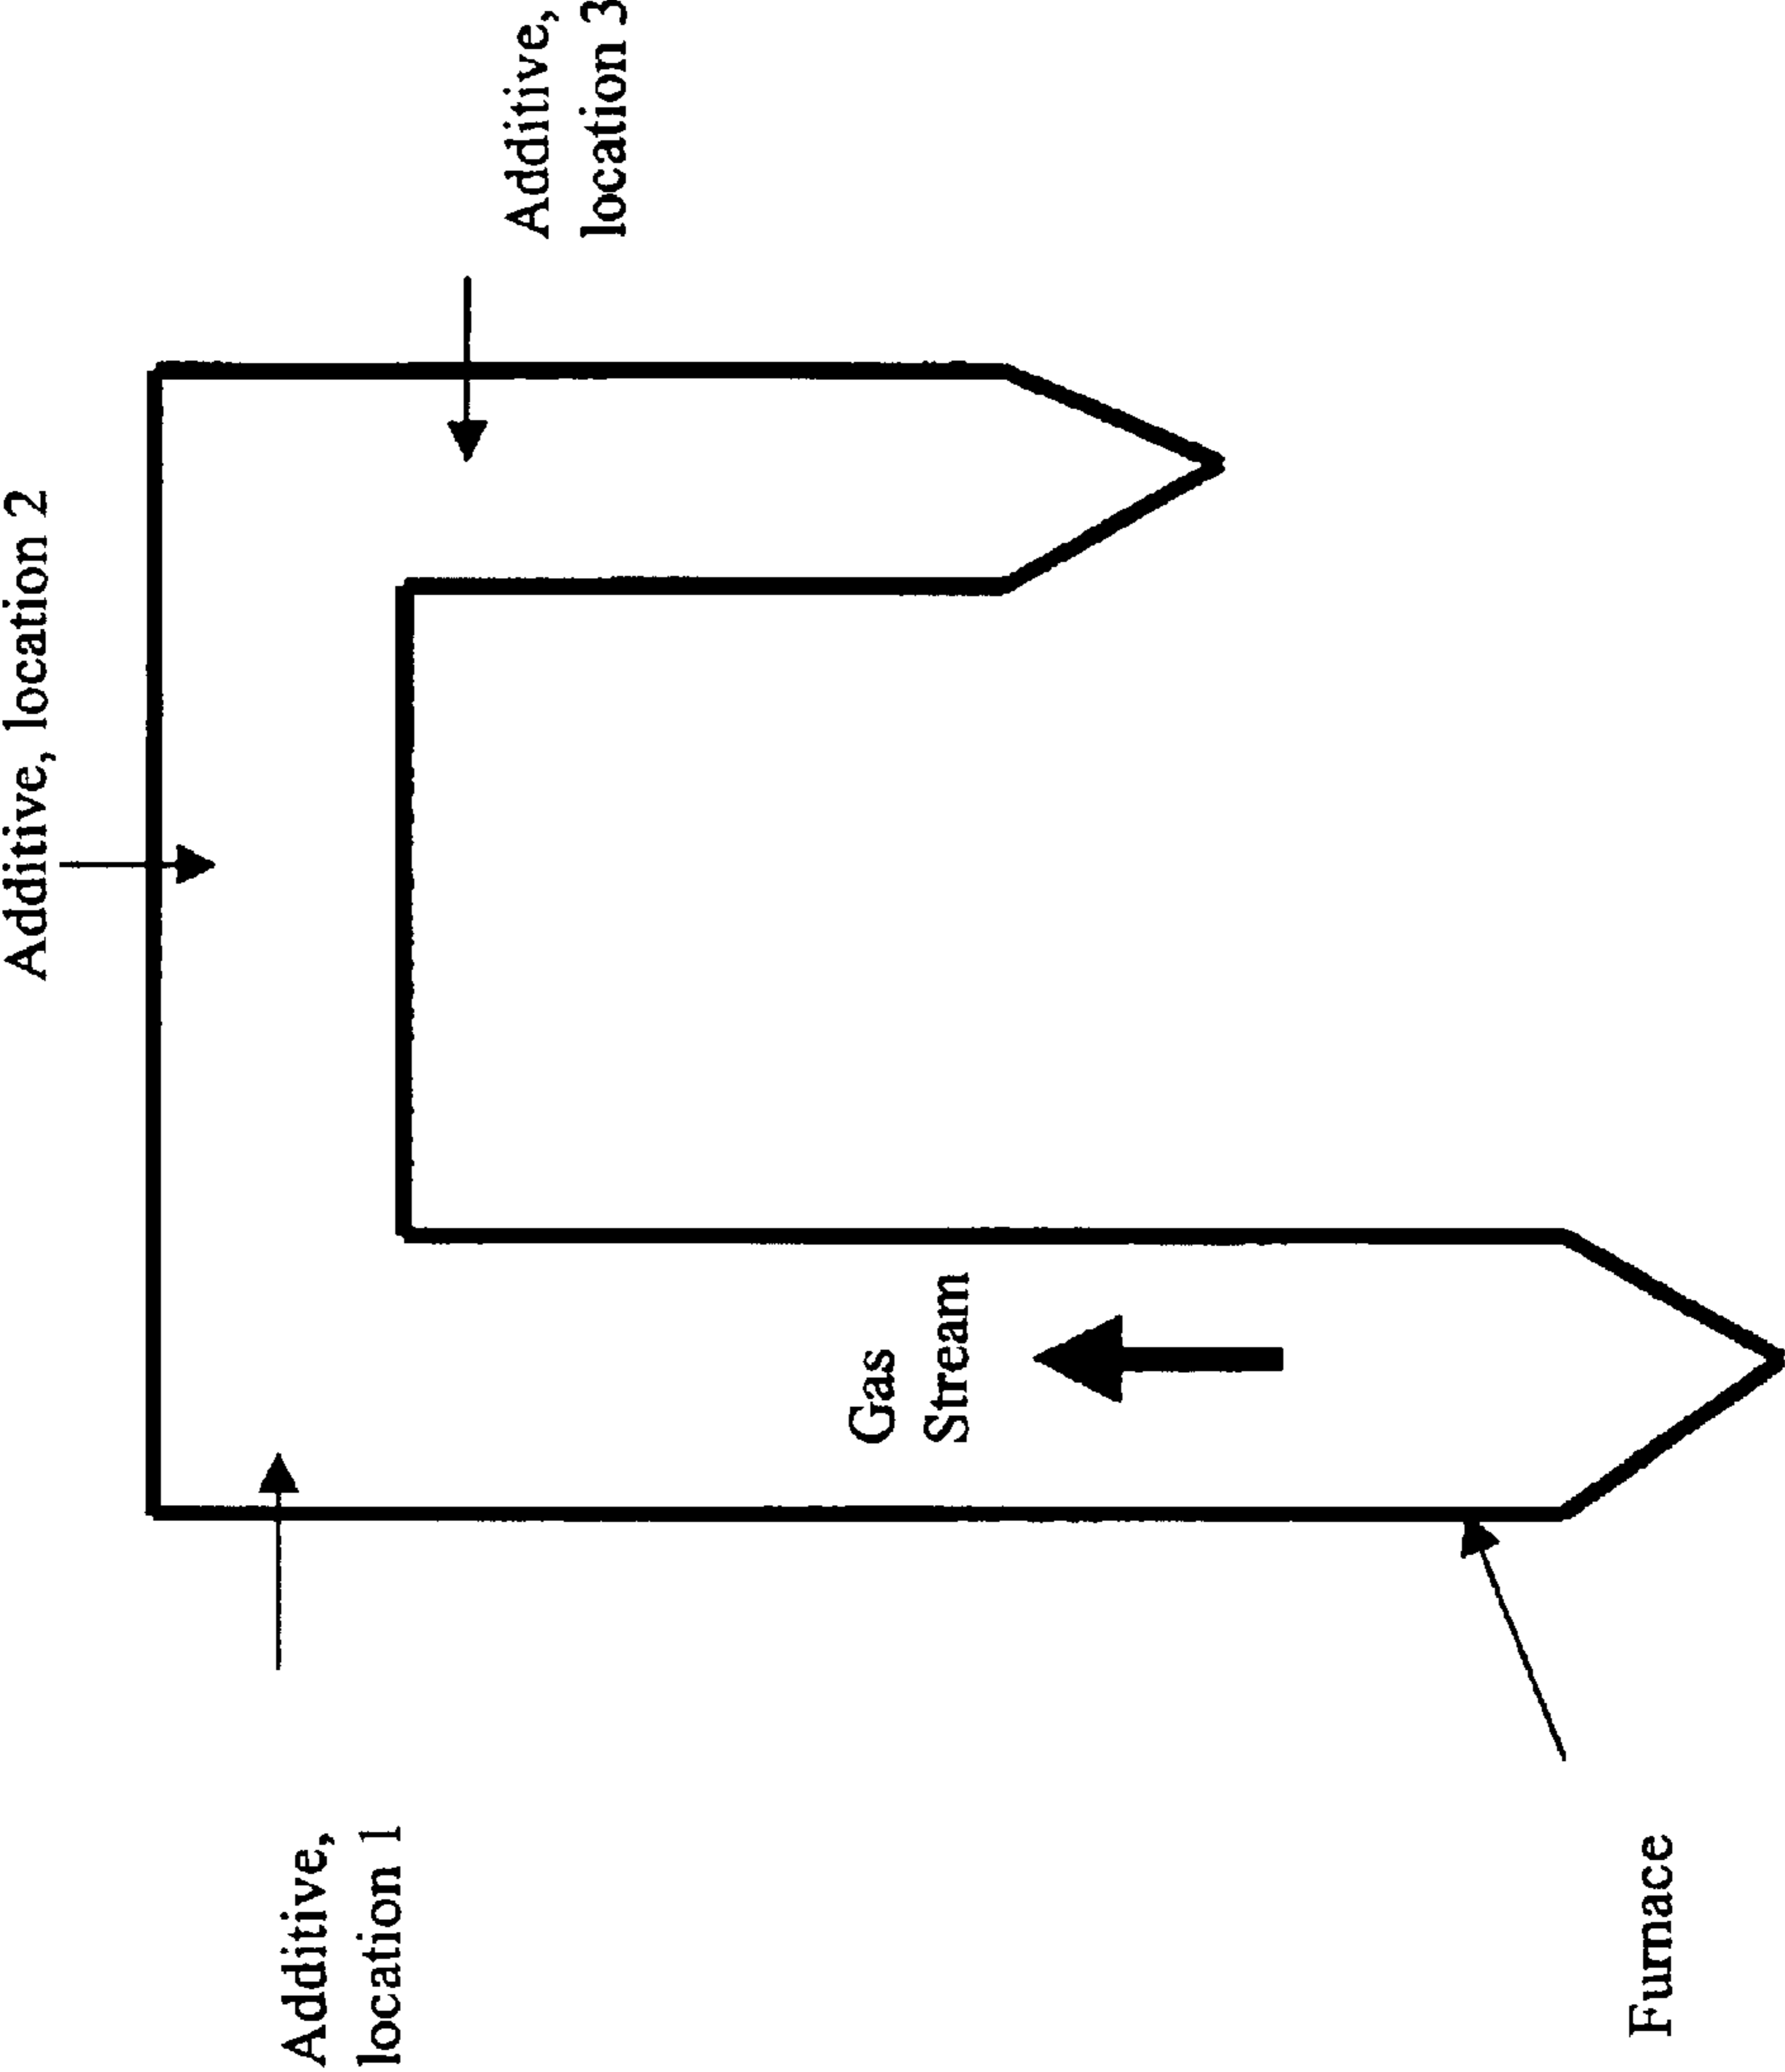 Additive, location 2
Additive,
location 1
Additive,
location 3
Gas
Stream
Furnace